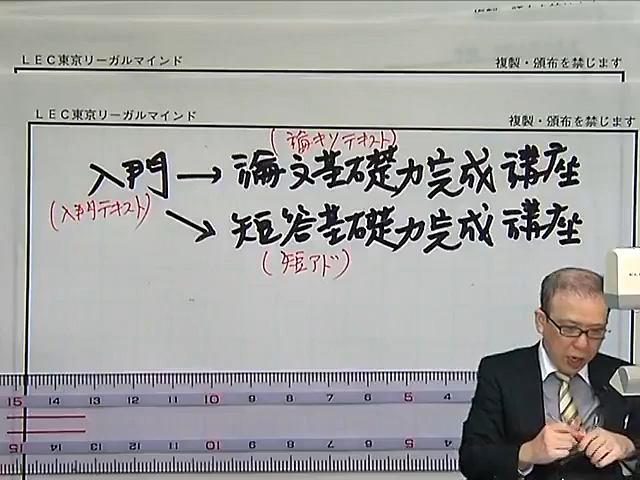 LEC東京リーガルマインド 複製・頒布を禁じます
LEC東京リーガルマインド 複製・頒布を禁じます
(論キソテキスト)
入門 → 論文基礎力完成講座
(入門テキスト)
→ 短答基礎力完成講座
(短アド)
15 14 13 12 11 10 9 8 7 6 5 4
15 14 13 12 11 10 9 8 7 6 5 4